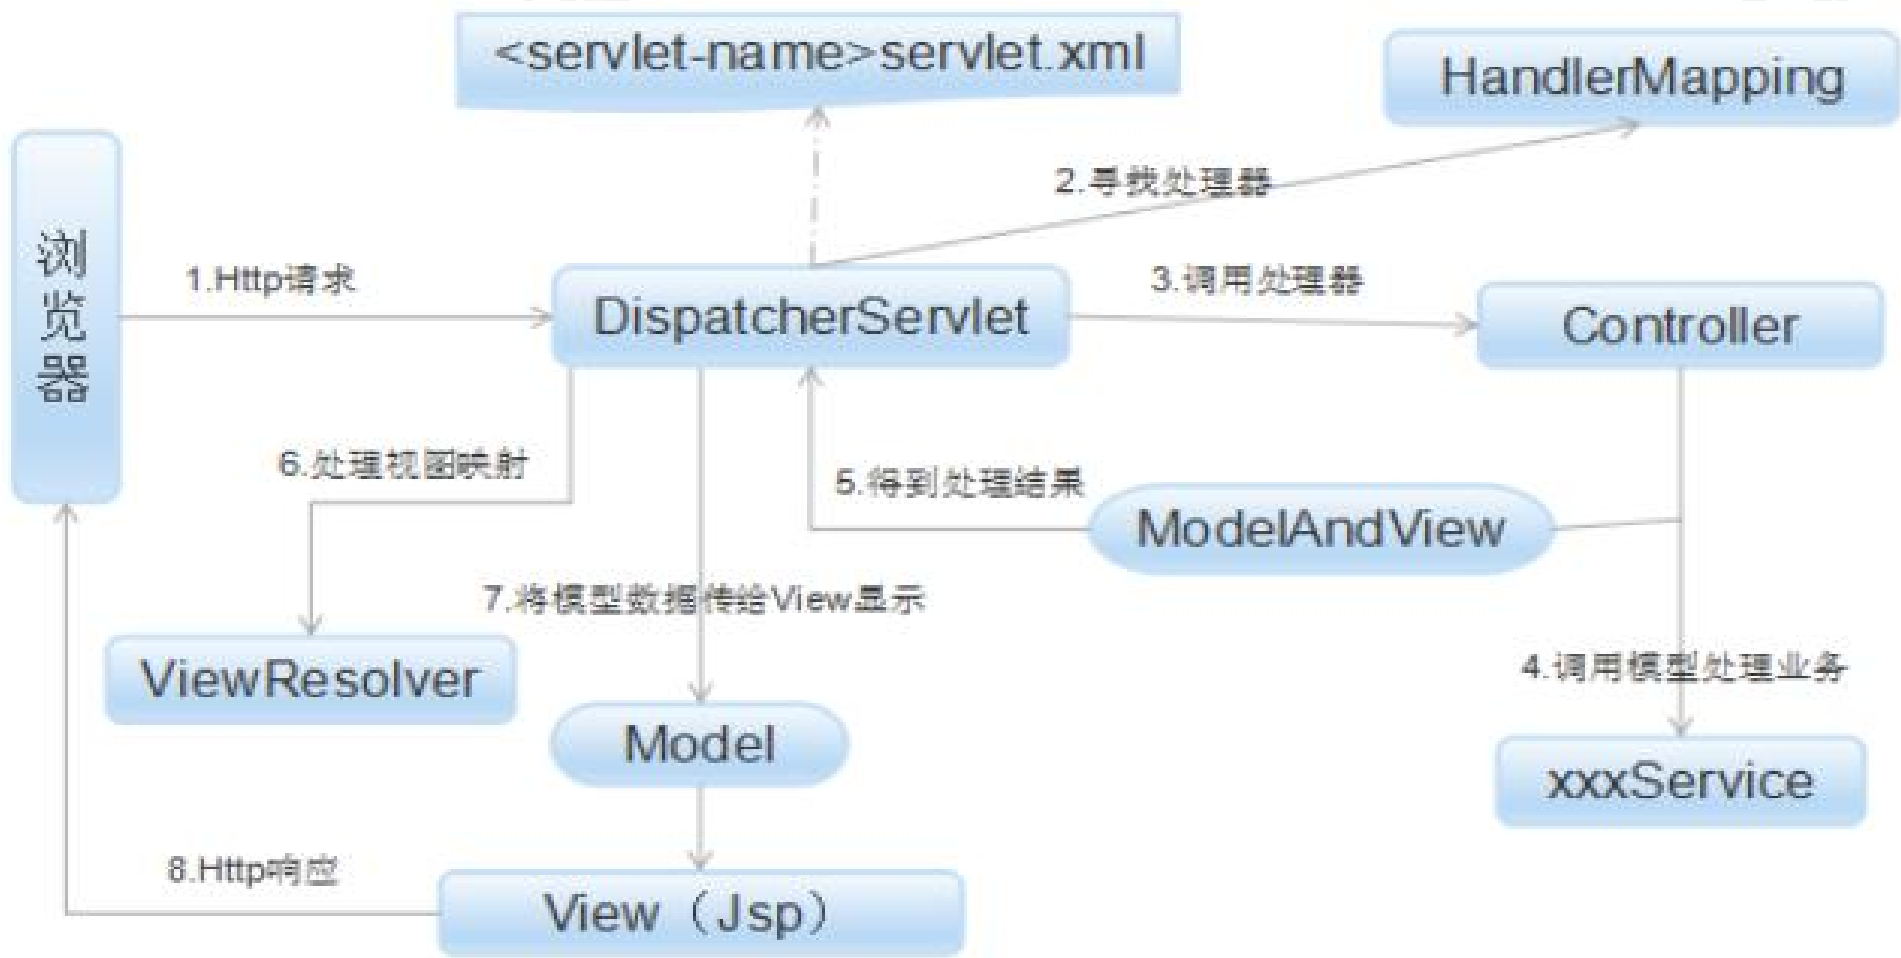 <servlet-name>servlet.xml
HandlerMapping
2.寻找处理器
浏览器
1.Http请求
DispatcherServlet
3.调用处理器
Controller
6.处理视图映射
5.得到处理结果
ModelAndView
7.将模型数据传给View显示
ViewResolver
4.调用模型处理业务
Model
xxxService
8.Http响应
View（Jsp）